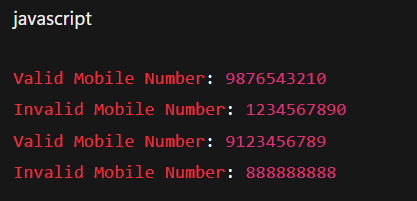 javascript
Valid Mobile Number: 9876543210
Invalid Mobile Number: 1234567890
Valid Mobile Number: 9123456789
Invalid Mobile Number: 888888888